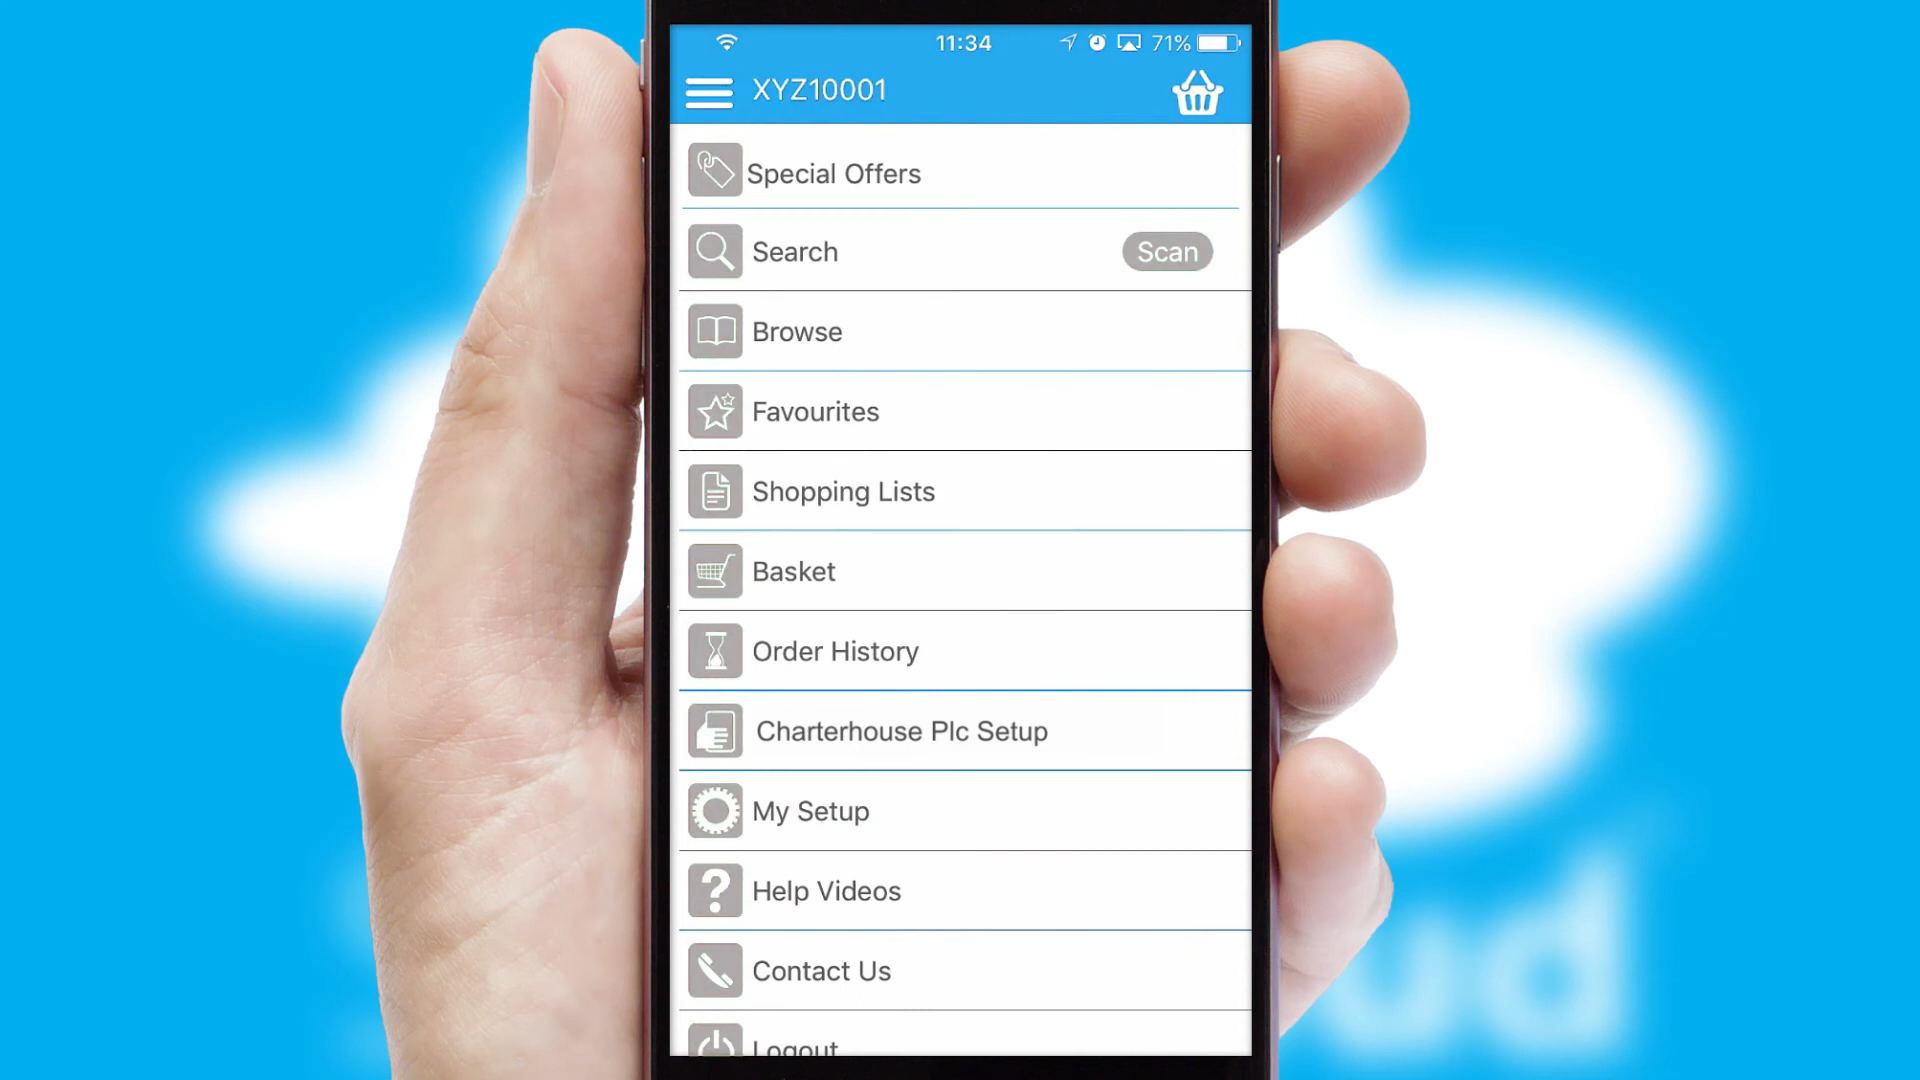 11:34
71%
XYZ10001
Special Offers
Search
Scan
Browse
Favourites
Shopping Lists
Basket
Order History
Charterhouse Plc Setup
My Setup
Help Videos
Contact Us
Logout
ud